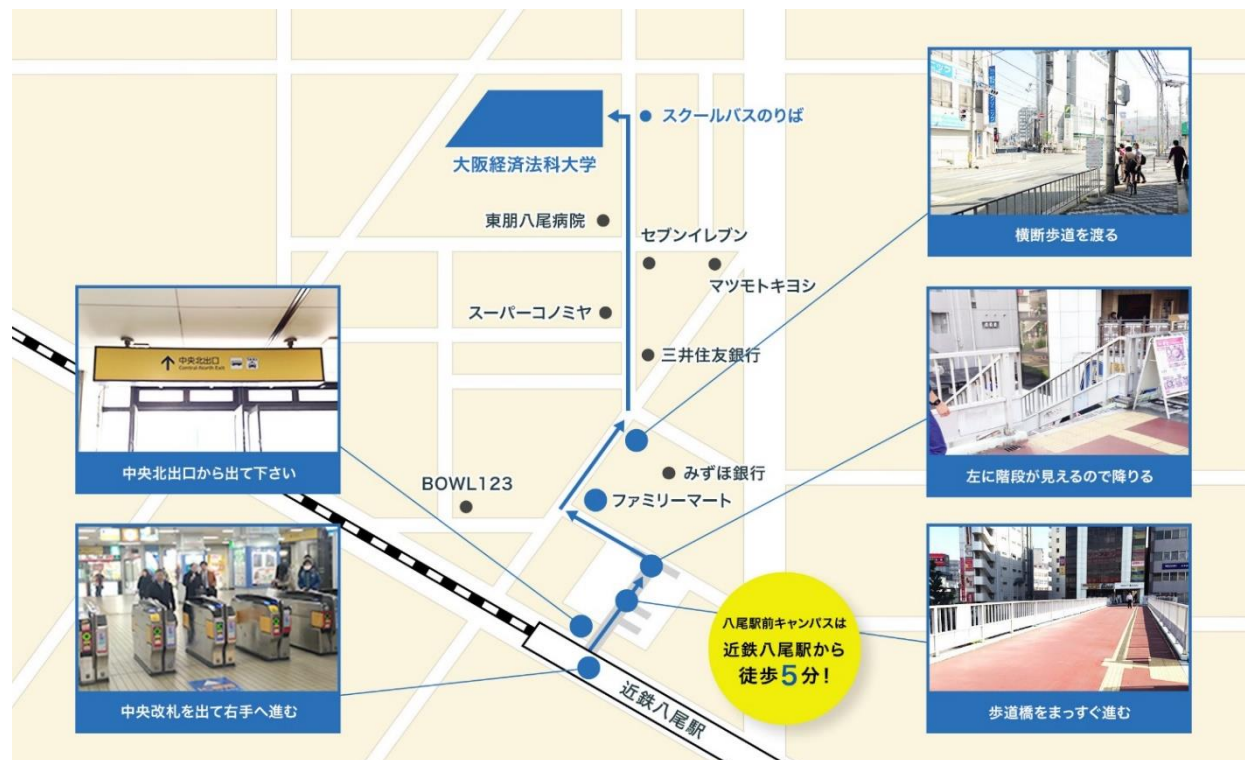 スクールバスのりば
大阪経済法科大学
東朋八尾病院
セブンイレブン
マツモトキヨシ
スーパーコノミヤ
三井住友銀行
みずほ銀行
ファミリーマート
BOWL123
中央北出口
Central North Exit
中央北出口から出て下さい
中央改札を出て右手へ進む
横断歩道を渡る
左に階段が見えるので降りる
歩道橋をまっすぐ進む
八尾駅前キャンパスは
近鉄八尾駅から
徒歩5分!
近鉄八尾駅